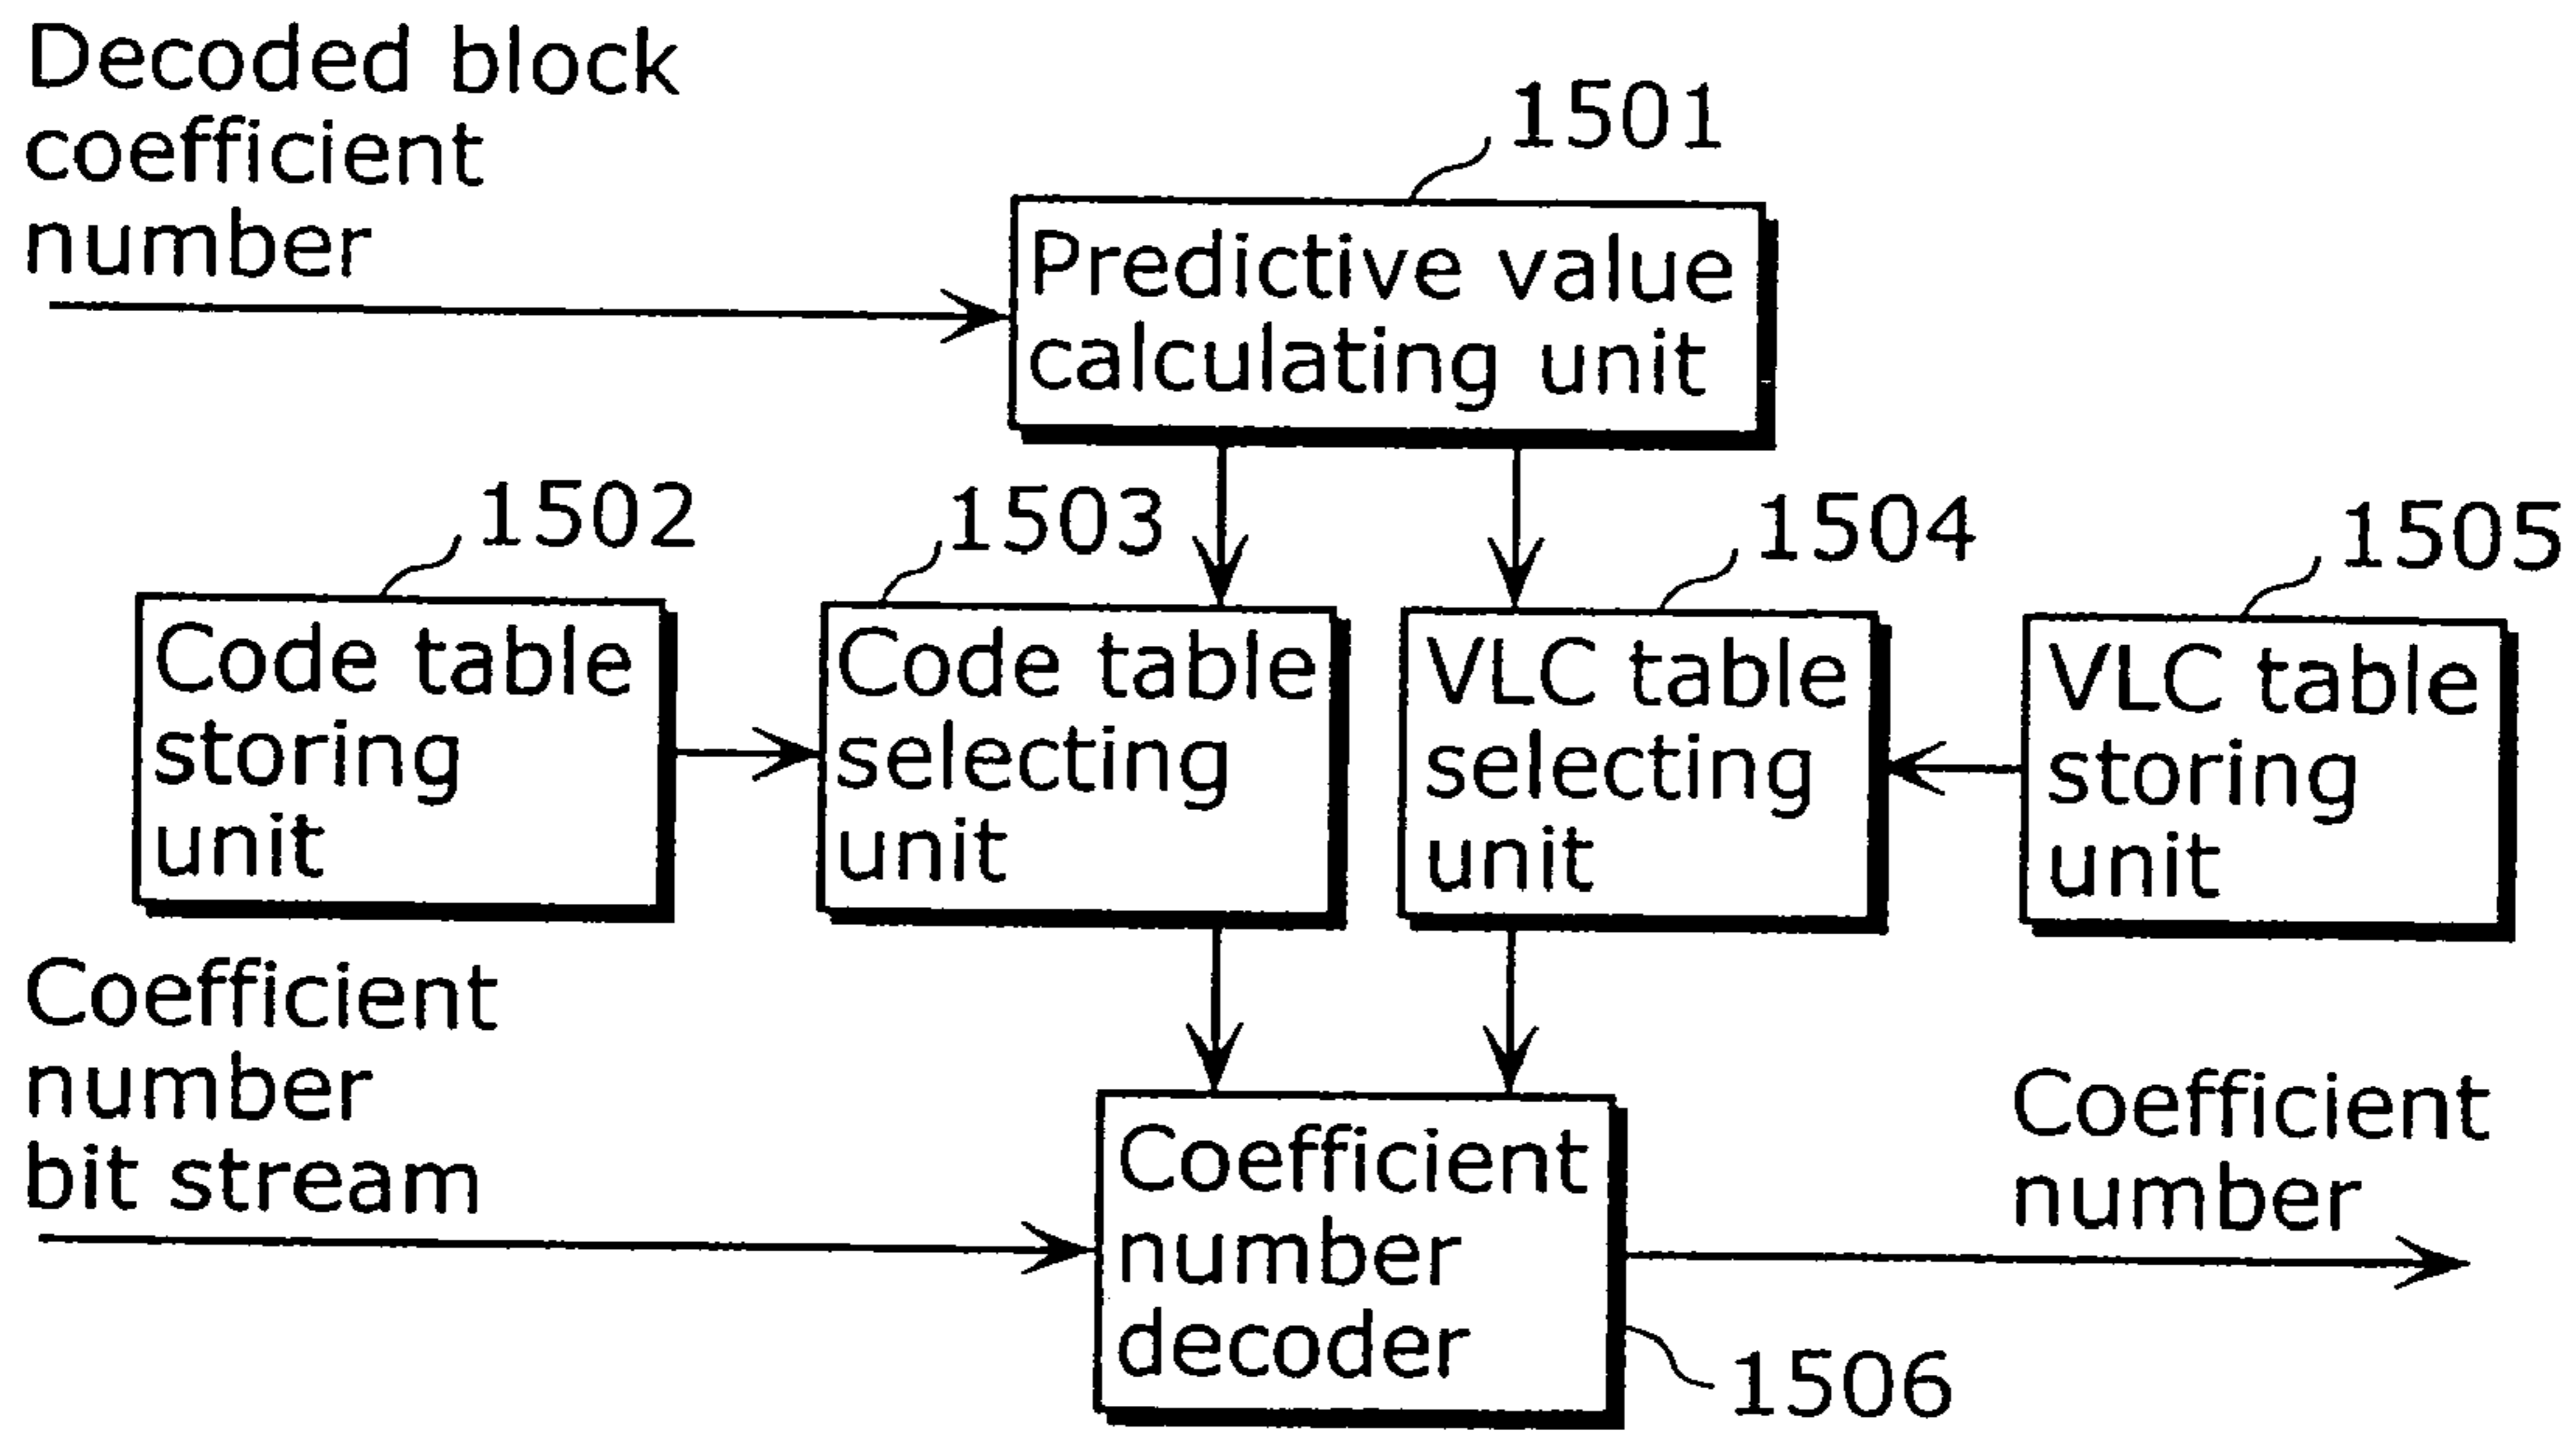 Decoded block
coefficient
number
1501
Predictive value
calculating unit
1502
1503
1504
1505
Code table
storing
unit
Code table
selecting
unit
VLC table
selecting
unit
VLC table
storing
unit
Coefficient
number
bit stream
Coefficient
number
decoder
Coefficient
number
1506